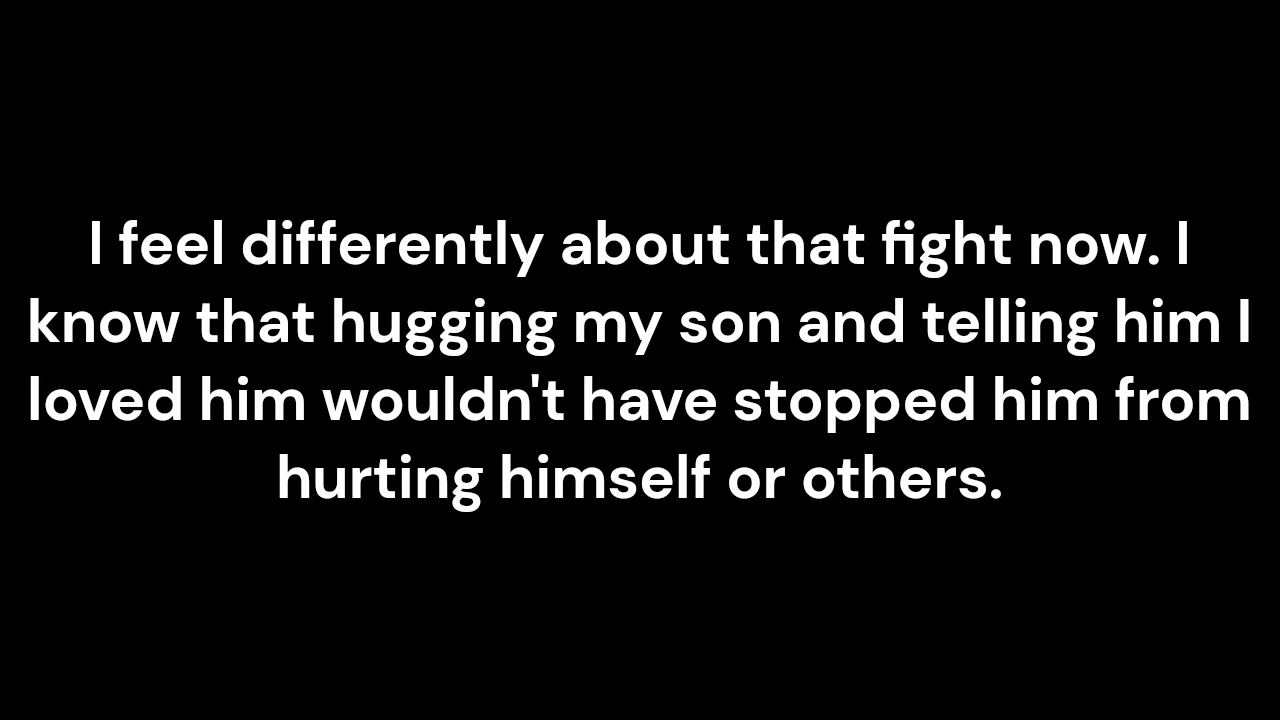 I feel differently about that fight now. I
know that hugging my son and telling him I
loved him wouldn't have stopped him from
hurting himself or others.